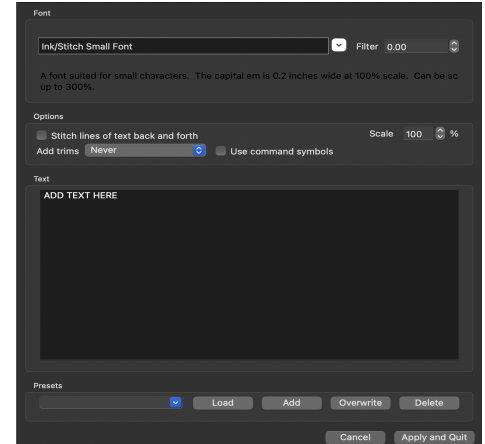 Font
Ink/Stitch Small Font Filter 0.00
A font suited for small characters. The capital em is 0.2 inches wide at 100% scale. Can be sc
up to 300%.
Options
Stitch lines of text back and forth Scale 100 %
Add trims Never Use command symbols
Text
ADD TEXT HERE
Presets
Load Add Overwrite Delete
Cancel Apply and Quit